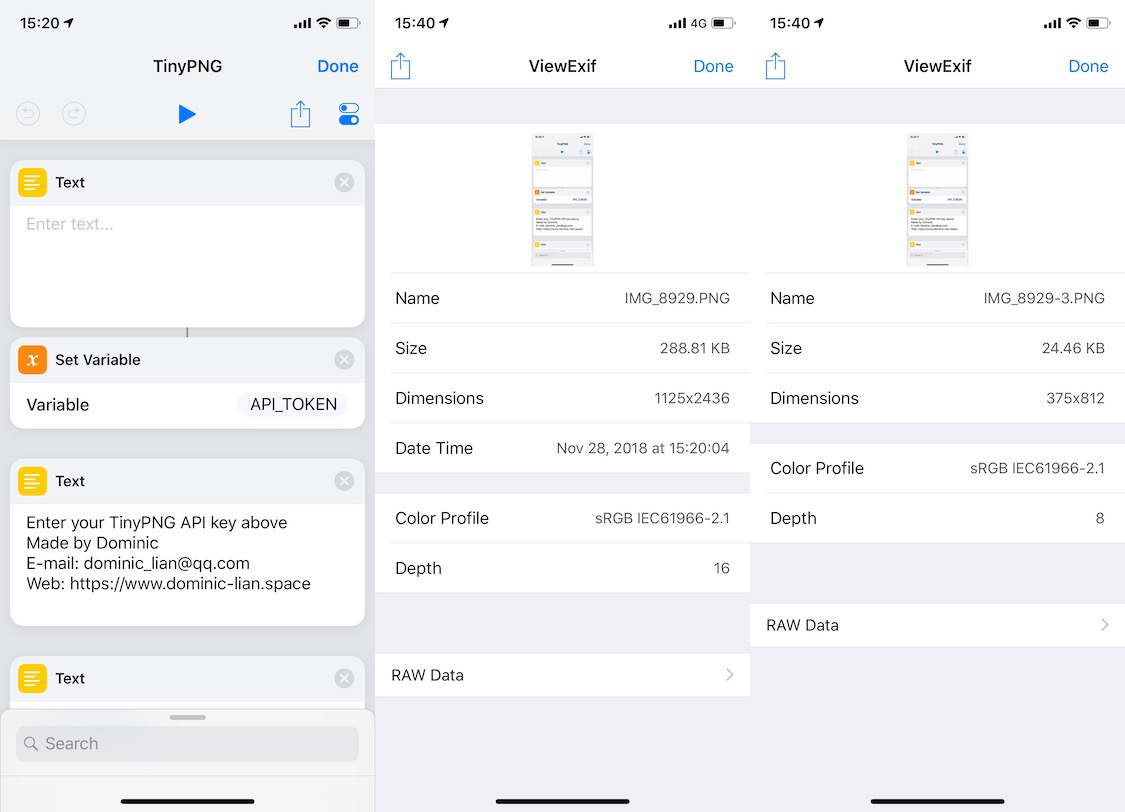 15:20
TinyPNG
Done
Text
Enter text...
Set Variable
Variable
API_TOKEN
Text
Enter your TinyPNG API key above
Made by Dominic
E-mail: dominic_lian@qq.com
Web: https://www.dominic-lian.space
Text
Search
15:40
4G
ViewExif
Done
Name
IMG_8929.PNG
Size
288.81 KB
Dimensions
1125x2436
Date Time
Nov 28, 2018 at 15:20:04
Color Profile
sRGB IEC61966-2.1
Depth
16
RAW Data
15:40
ViewExif
Done
Name
IMG_8929-3.PNG
Size
24.46 KB
Dimensions
375x812
Color Profile
sRGB IEC61966-2.1
Depth
8
RAW Data